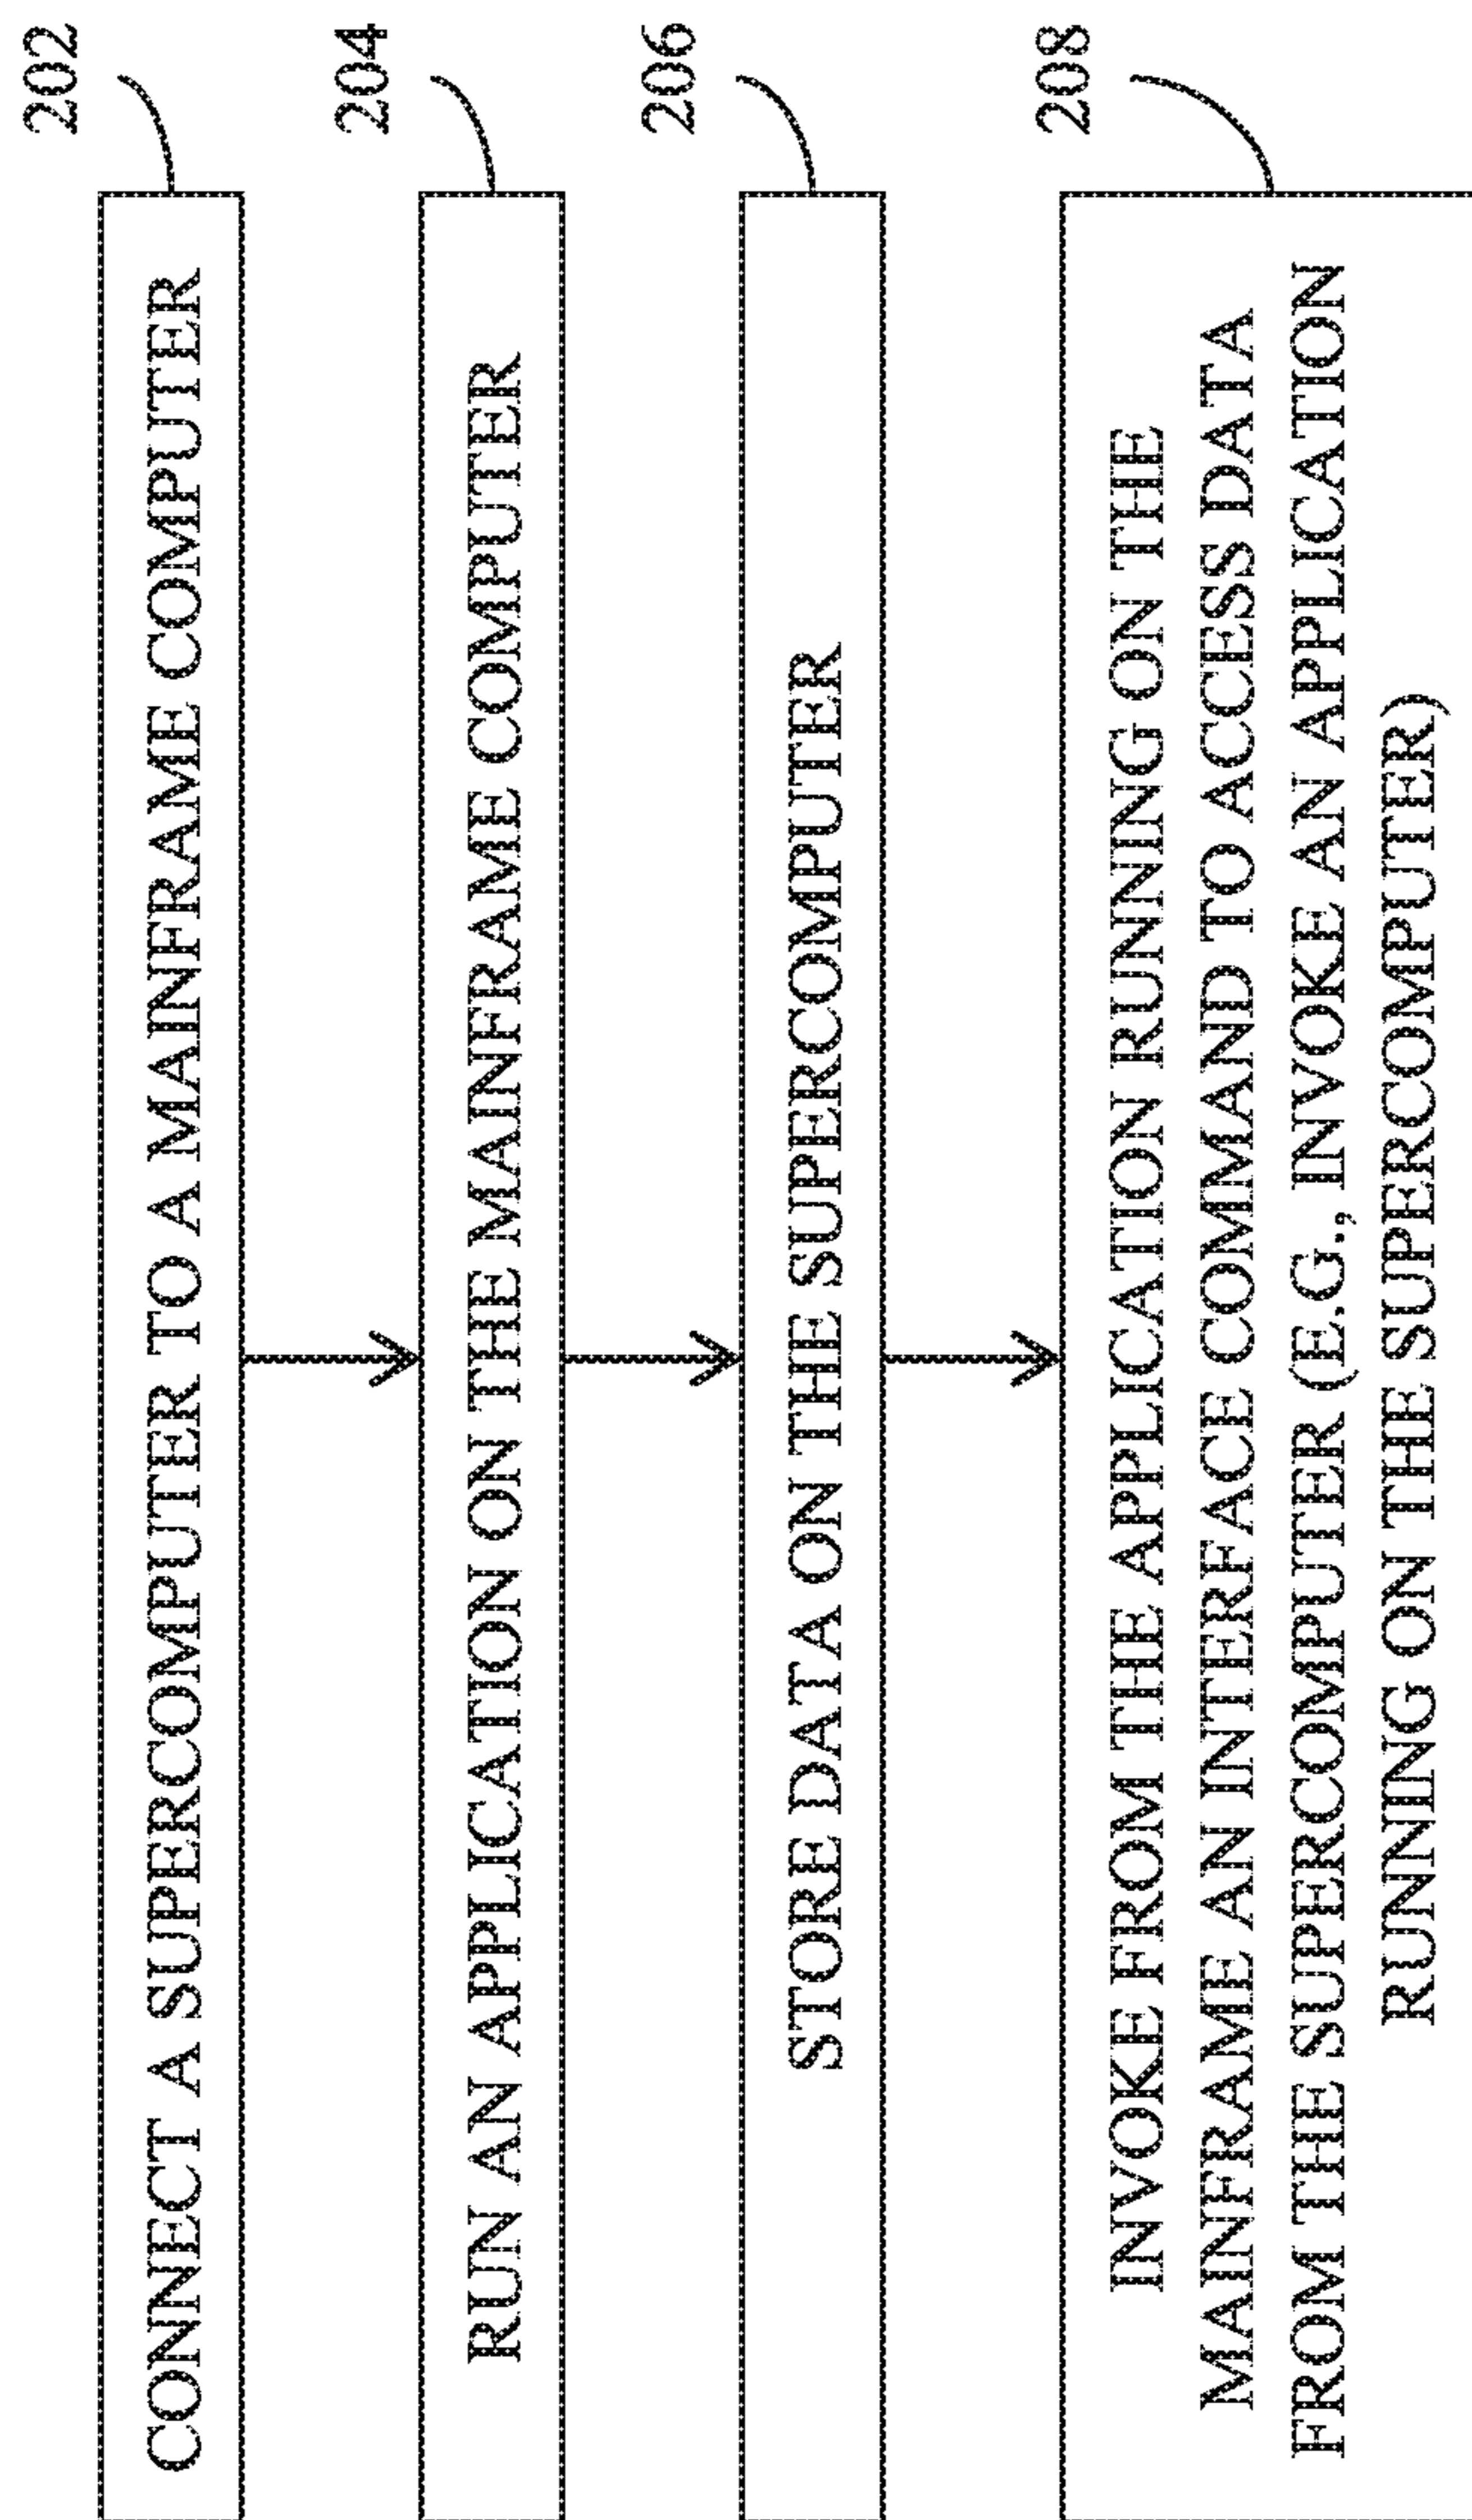 202
CONNECT A SUPERCOMPUTER TO A MAINFRAME COMPUTER
204
RUN AN APPLICATION ON THE MAINFRAME COMPUTER
206
STORE DATA ON THE SUPERCOMPUTER
208
INVOKE FROM THE APPLICATION RUNNING ON THE
MAINFRAME AN INTERFACE COMMAND TO ACCESS DATA
FROM THE SUPERCOMPUTER (E.G., INVOKE AN APPLICATION
RUNNING ON THE SUPERCOMPUTER)